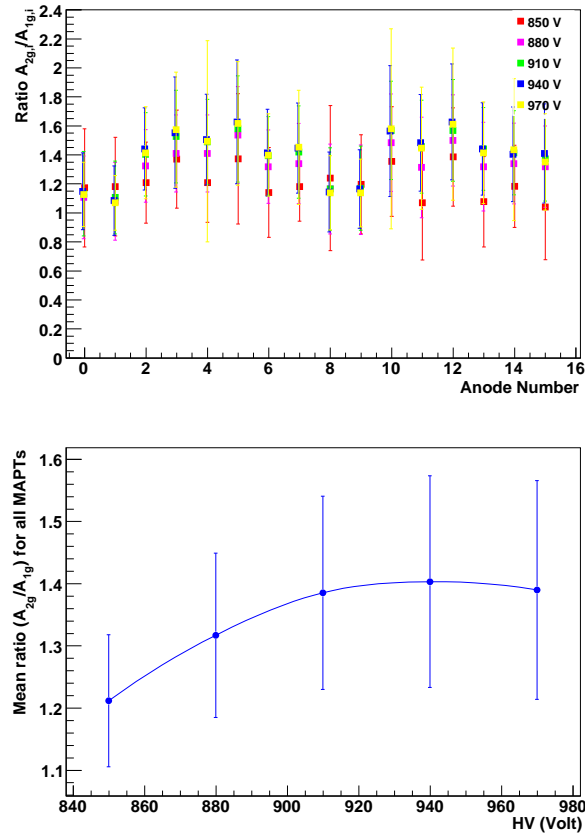 Ratio A2g,i/A1g,i
2.4
2.2
2
1.8
1.6
1.4
1.2
1
0.8
0.6
0.4
0.2
0
850 V
880 V
910 V
940 V
970 V
0 2 4 6 8 10 12 14 16
Anode Number
Mean ratio (A2g/A1g) for all MAPTs
1.6
1.5
1.4
1.3
1.2
1.1
840 860 880 900 920 940 960 980
HV (Volt)